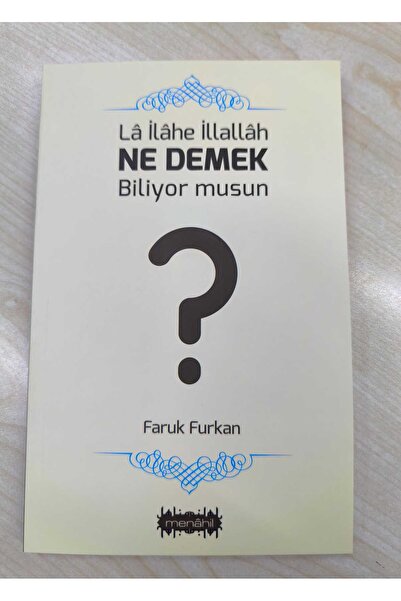 Lâ İlâhe İllallâh
NE DEMEK
Biliyor musun
?
Faruk Furkan
menâhil